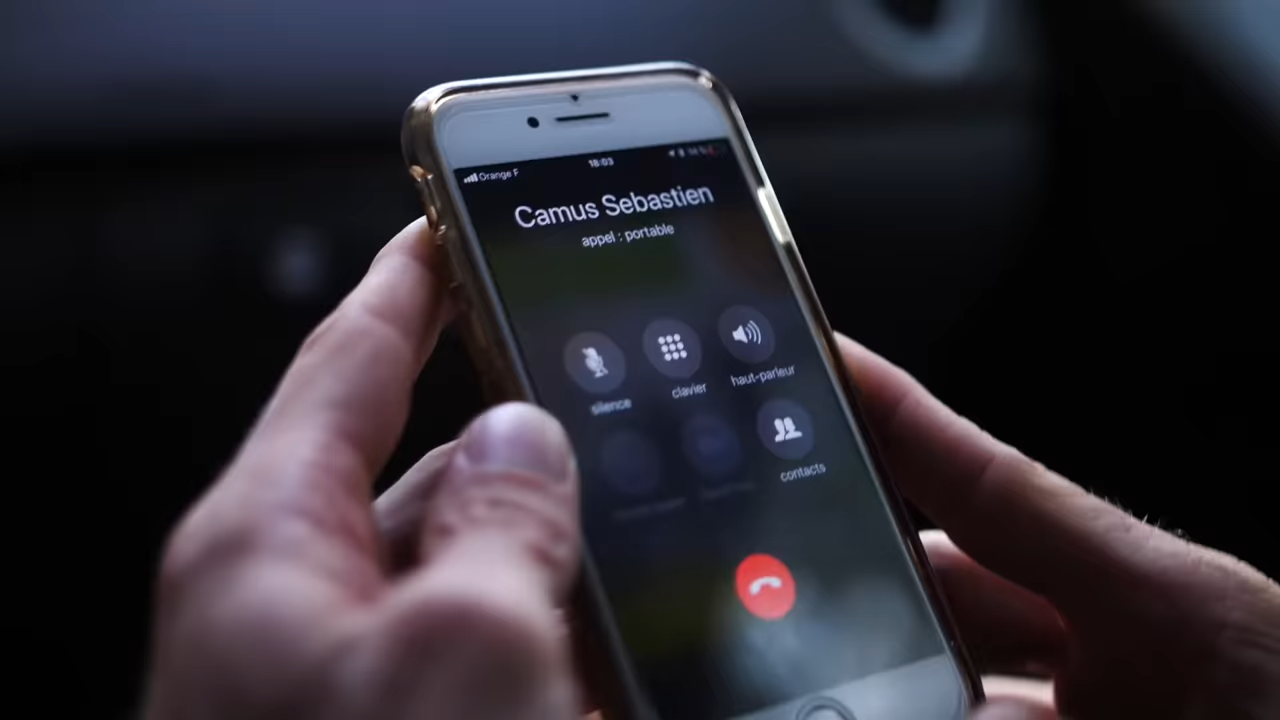 Orange F
18:03
Camus Sebastien
appel : portable
silence
clavier
haut-parleur
contacts